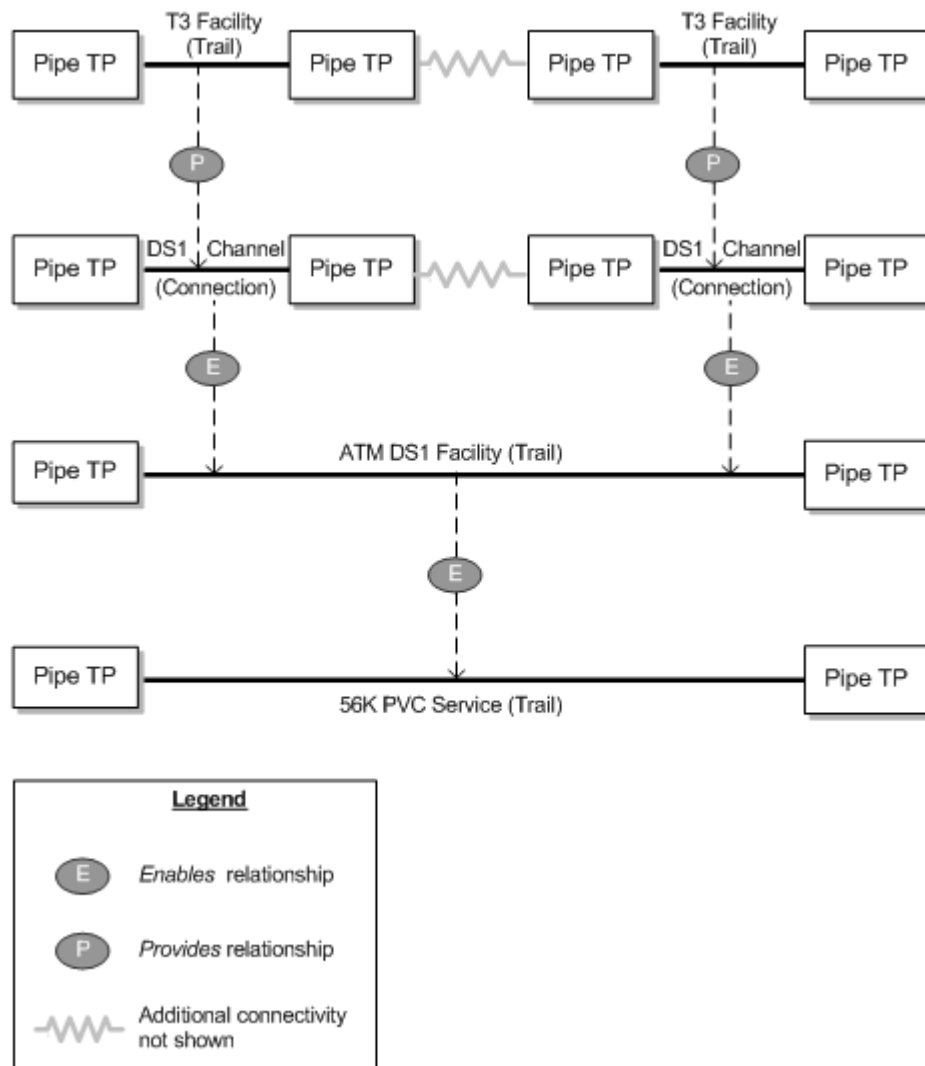 T3 Facility
(Trail)
T3 Facility
(Trail)
Pipe TP
Pipe TP
Pipe TP
Pipe TP
P
P
DS1 Channel
DS1 Channel
Pipe TP
Pipe TP
Pipe TP
Pipe TP
(Connection)
(Connection)
E
E
ATM DS1 Facility (Trail)
Pipe TP
Pipe TP
E
Pipe TP
Pipe TP
56K PVC Service (Trail)
Legend
E Enables relationship
P Provides relationship
Additional connectivity
not shown